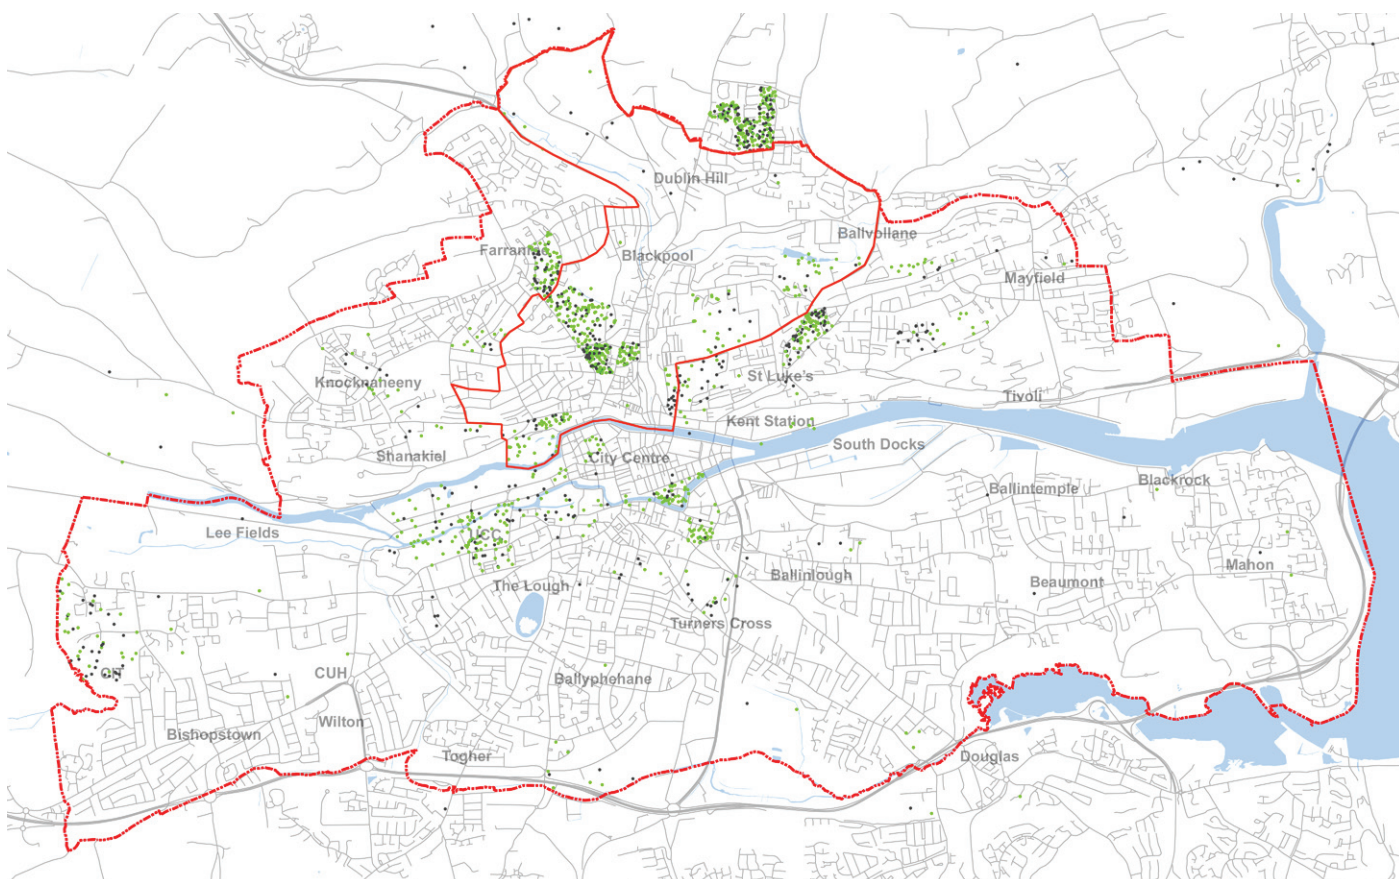 Dublin Hill
Ballvollane
Farranree
Blackpool
Mayfield
Knocknaheeny
St Luke's
Tivoli
Kent Station
South Docks
Shanakiel
City Centre
Blackrock
Ballintemple
Lee Fields
UCC
Mahon
Ballinlough
Beaumont
The Lough
Turners Cross
CUH
CIT
Ballyphehane
Wilton
Bishopstown
Togher
Douglas